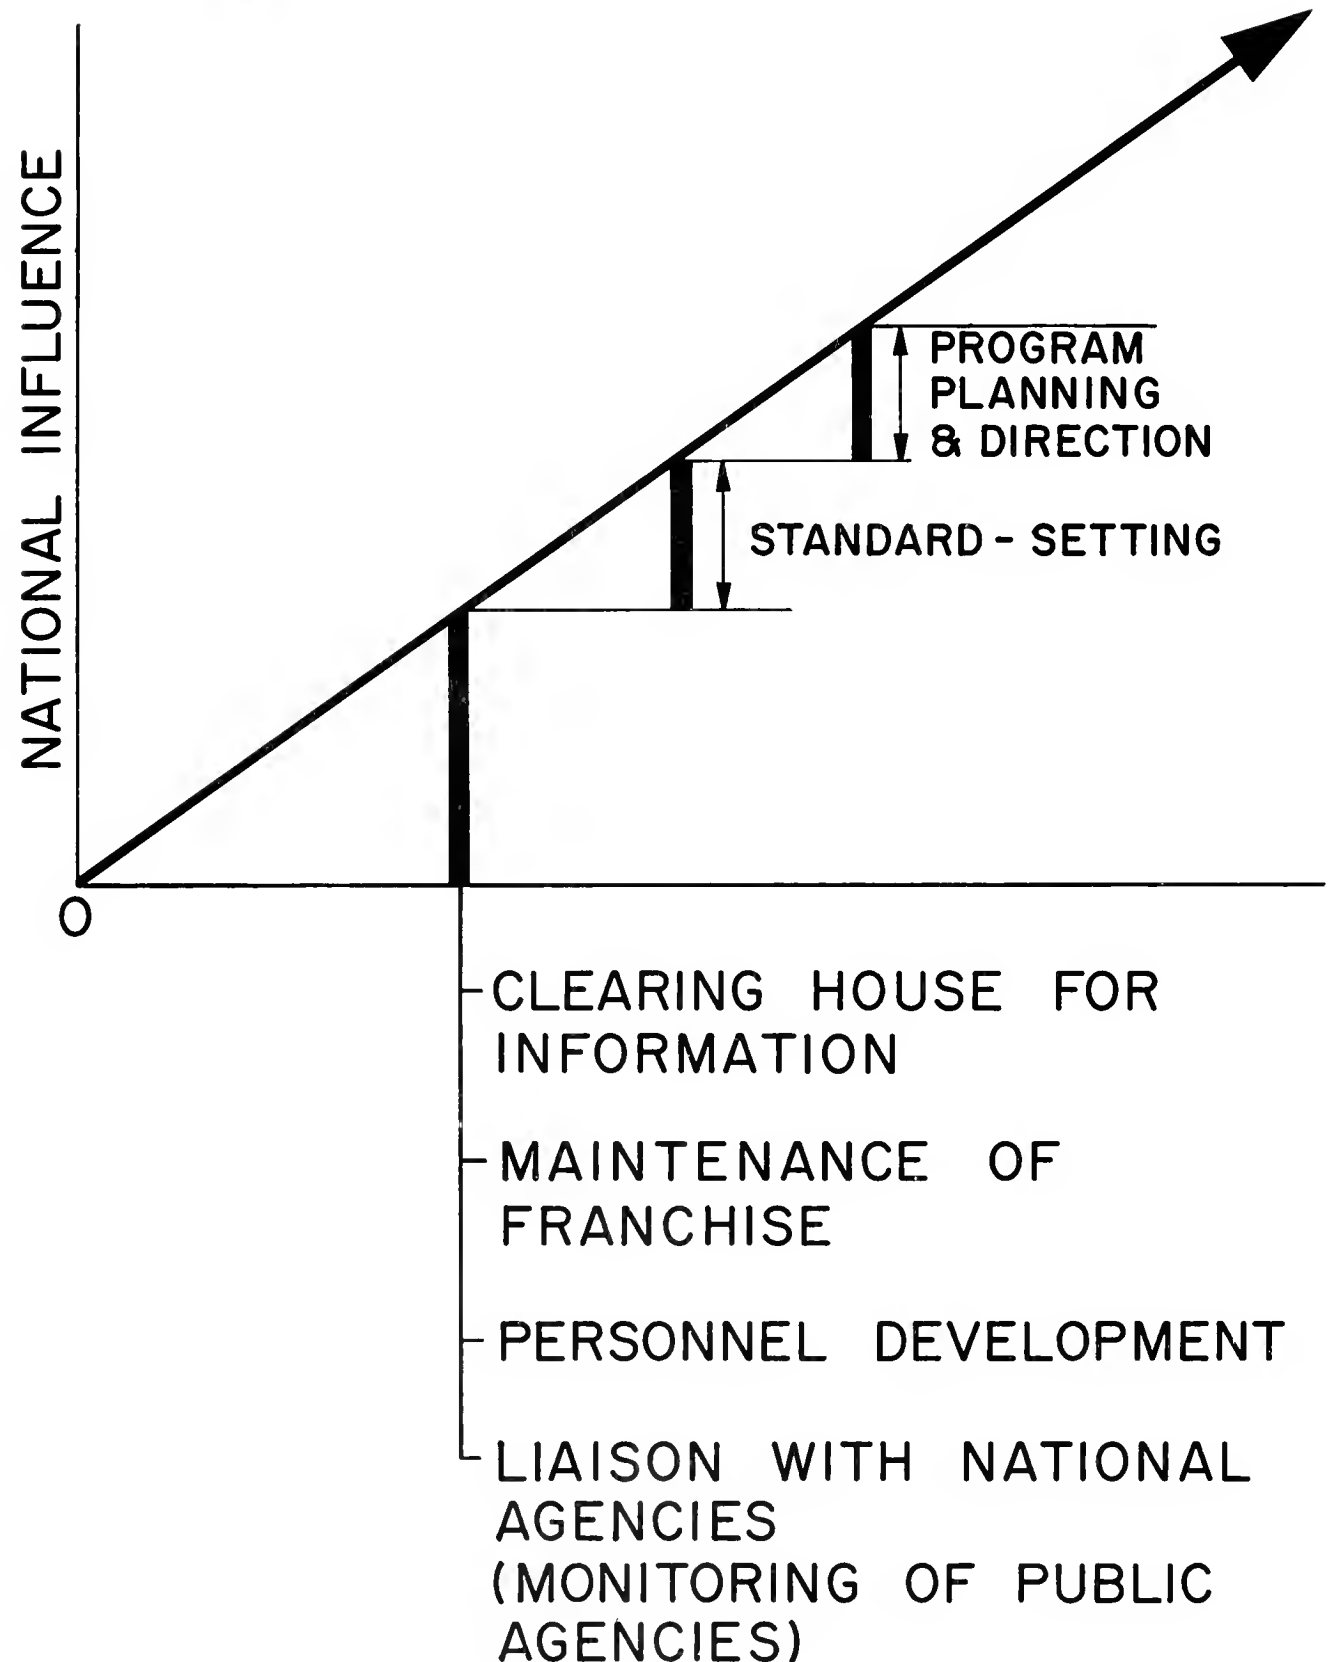 NATIONAL INFLUENCE
PROGRAM
PLANNING
& DIRECTION
STANDARD - SETTING
O
CLEARING HOUSE FOR
INFORMATION
MAINTENANCE OF
FRANCHISE
PERSONNEL DEVELOPMENT
LIAISON WITH NATIONAL
AGENCIES
(MONITORING OF PUBLIC
AGENCIES)